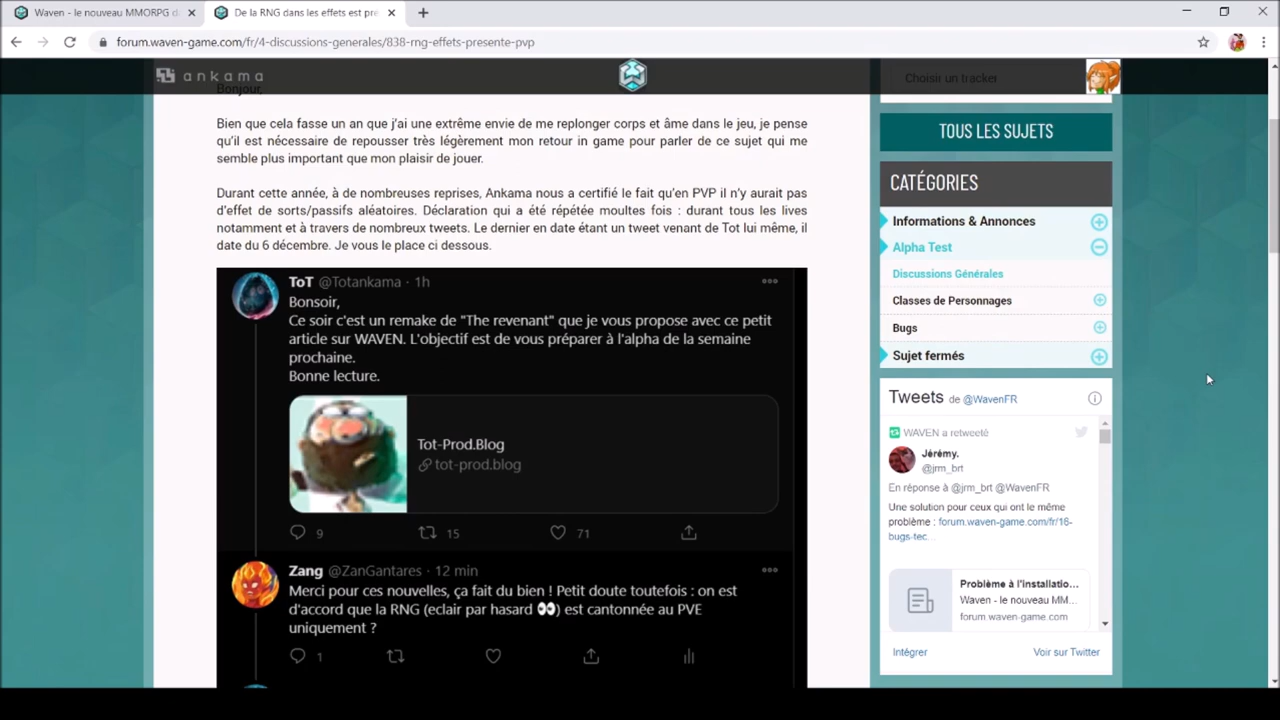 Waven - le nouveau MMORPG d
De la RNG dans les effets est pre
forum.waven-game.com/fr/4-discussions-generales/838-rng-effets-presente-pvp
ankama
Choisir un tracker
Bonjour,
Bien que cela fasse un an que j'ai une extrême envie de me replonger corps et âme dans le jeu, je pense
qu'il est nécessaire de repousser très légèrement mon retour in game pour parler de ce sujet qui me
semble plus important que mon plaisir de jouer.
Durant cette année, à de nombreuses reprises, Ankama nous a certifié le fait qu'en PVP il n'y aurait pas
d'effet de sorts/passifs aléatoires. Déclaration qui a été répétée moultes fois : durant tous les lives
notamment et à travers de nombreux tweets. Le dernier en date étant un tweet venant de Tot lui même, il
date du 6 décembre. Je vous le place ci dessous.
ToT @Totankama · 1h
Bonsoir,
Ce soir c'est un remake de "The revenant" que je vous propose avec ce petit
article sur WAVEN. L'objectif est de vous préparer à l'alpha de la semaine
prochaine.
Bonne lecture.
Tot-Prod.Blog
tot-prod.blog
9 15 71
Zang @ZanGantares · 12 min
Merci pour ces nouvelles, ça fait du bien ! Petit doute toutefois : on est
d'accord que la RNG (eclair par hasard 👀) est cantonnée au PVE
uniquement ?
1
TOUS LES SUJETS
CATÉGORIES
Informations & Annonces
Alpha Test
Discussions Générales
Classes de Personnages
Bugs
Sujet fermés
Tweets de @WavenFR
WAVEN a retweeté
Jérémy.
@jrm_brt
En réponse à @jrm_brt @WavenFR
Une solution pour ceux qui ont le même
problème : forum.waven-game.com/fr/16-
bugs-tec…
Problème à l'installatio…
Waven - le nouveau MM…
forum.waven-game.com
Intégrer
Voir sur Twitter